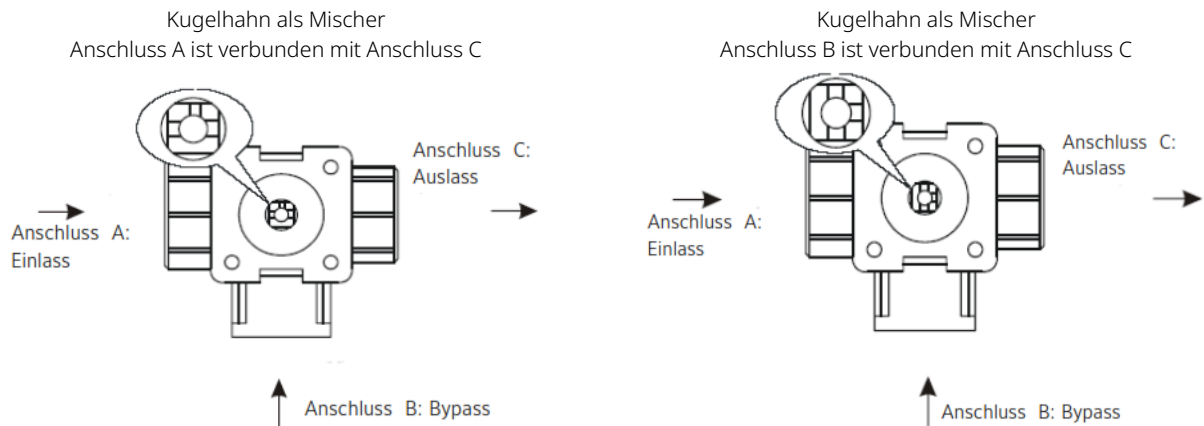 Kugelhahn als Mischer
Anschluss A ist verbunden mit Anschluss C
Anschluss C:
Auslass
Anschluss A:
Einlass
Anschluss B: Bypass
Kugelhahn als Mischer
Anschluss B ist verbunden mit Anschluss C
Anschluss C:
Auslass
Anschluss A:
Einlass
Anschluss B: Bypass